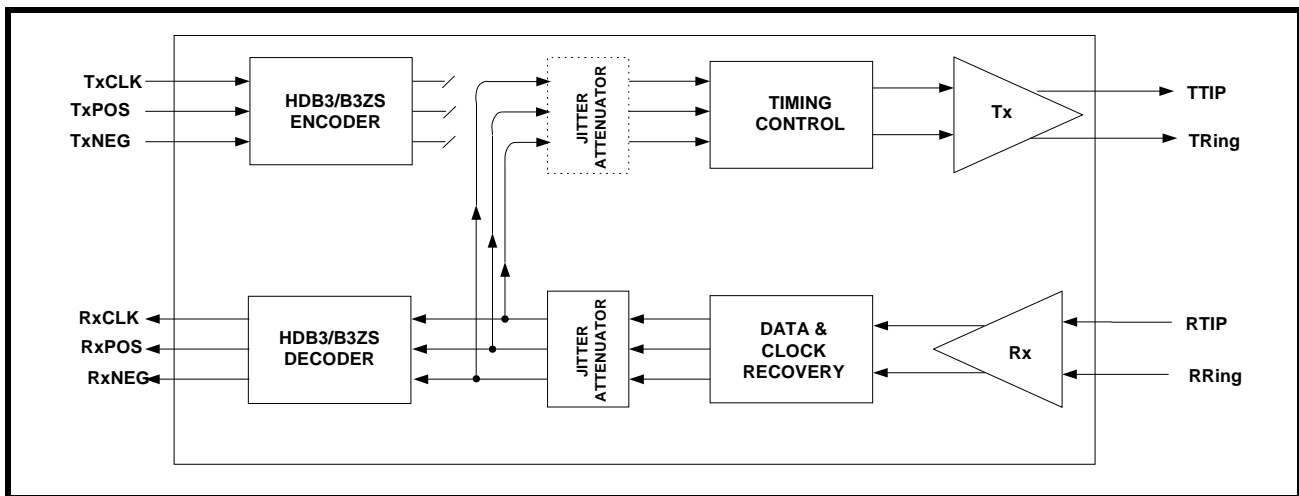 TxCLK
TxPOS
TxNEG
HDB3/B3ZS
ENCODER
JITTER
ATTENUATOR
TIMING
CONTROL
Tx
TTIP
TRing
RxCLK
RxPOS
RxNEG
HDB3/B3ZS
DECODER
JITTER
ATTENUATOR
DATA &
CLOCK
RECOVERY
Rx
RTIP
RRing